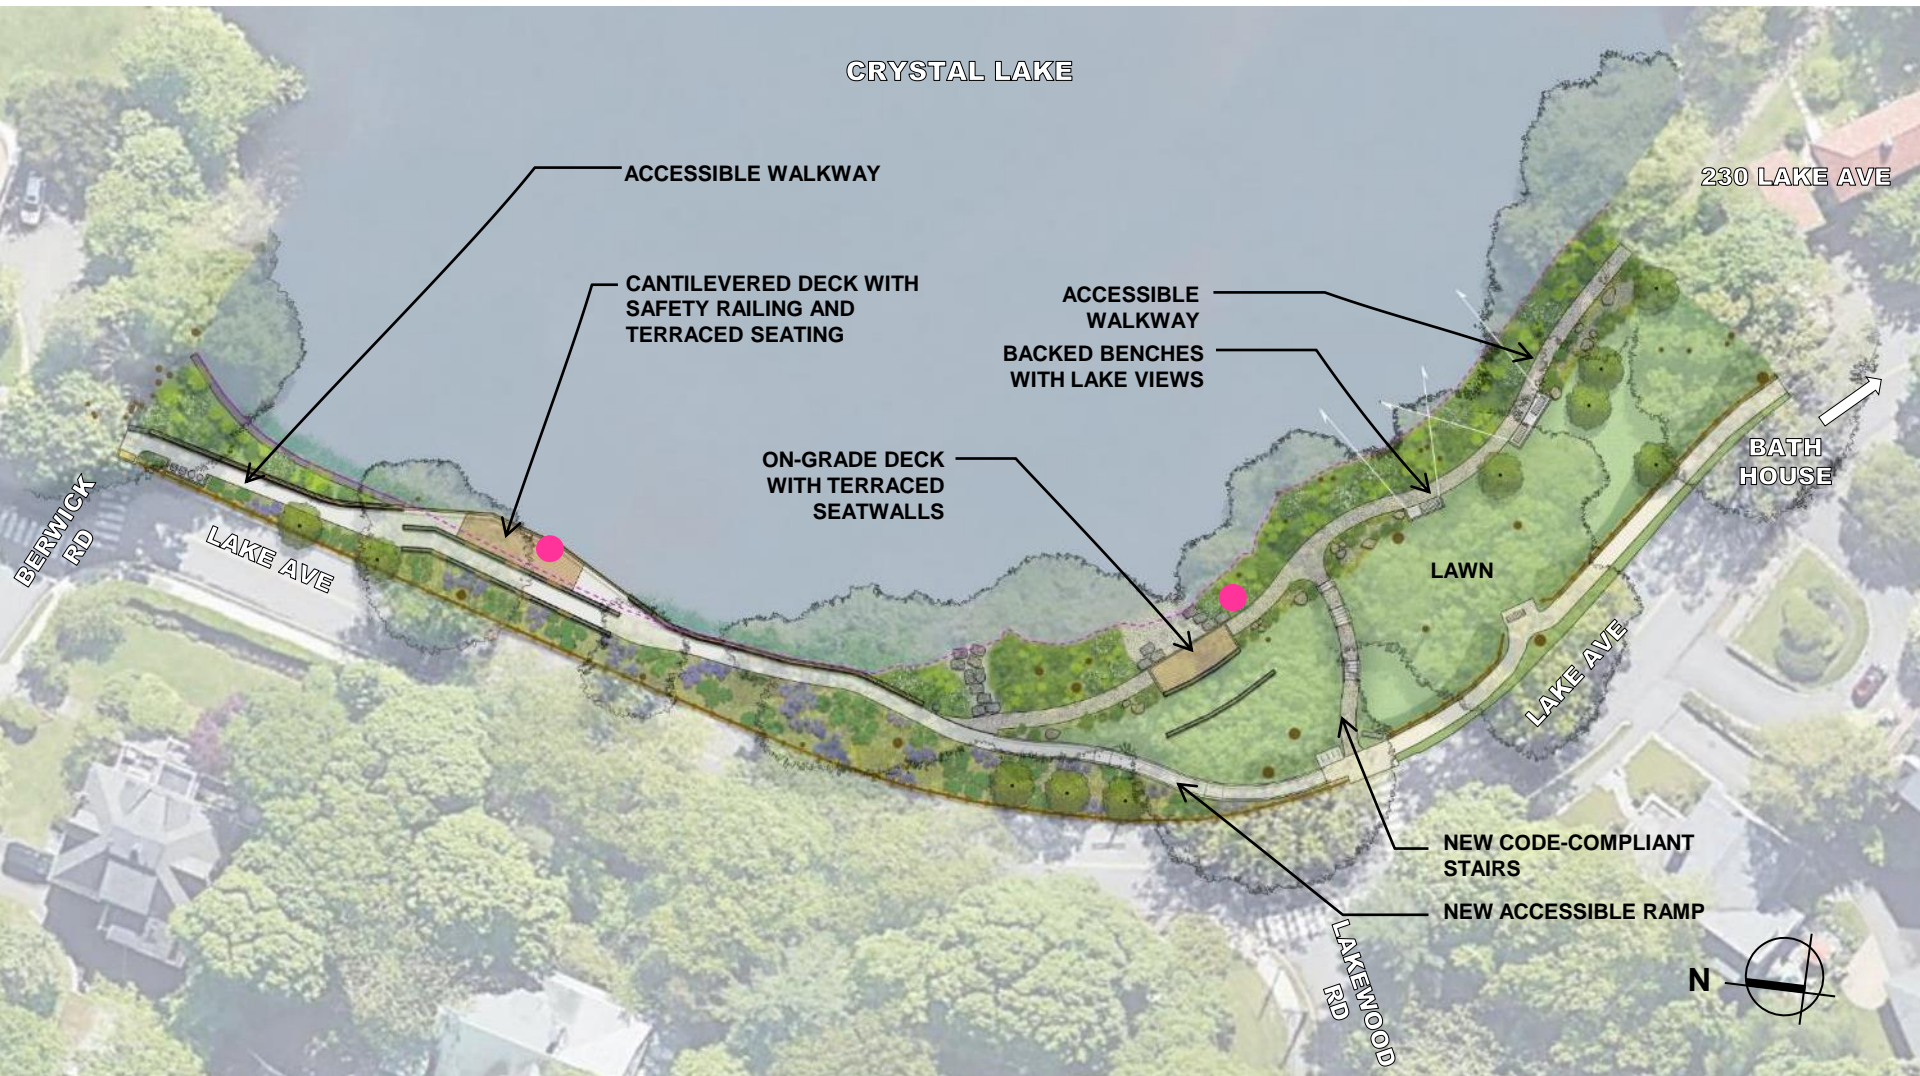 CRYSTAL LAKE
ACCESSIBLE WALKWAY
230 LAKE AVE
CANTILEVERED DECK WITH
SAFETY RAILING AND
TERRACED SEATING
ACCESSIBLE
WALKWAY
BACKED BENCHES
WITH LAKE VIEWS
ON-GRADE DECK
WITH TERRACED
SEATWALLS
BATH
HOUSE
BERWICK
RD
LAKE AVE
LAWN
LAKE AVE
NEW CODE-COMPLIANT
STAIRS
NEW ACCESSIBLE RAMP
LAKEWOOD
RD
N